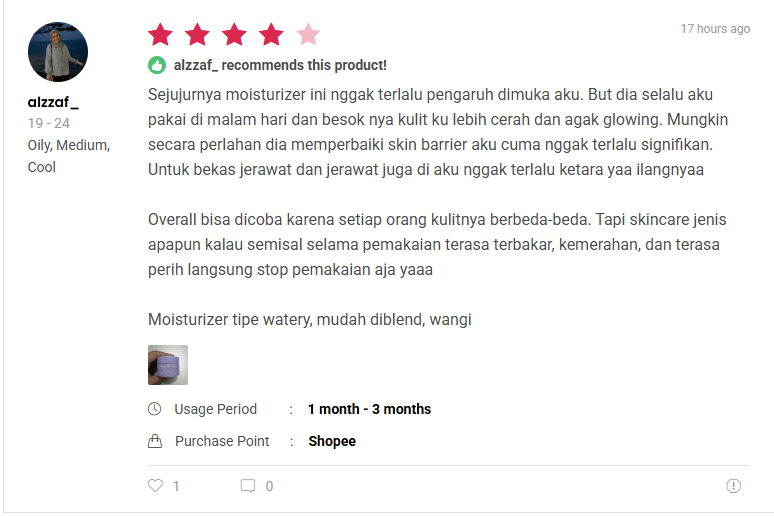 17 hours ago
alzzaf_ recommends this product!
alzzaf_
19 - 24
Oily, Medium,
Cool
Sejujurnya moisturizer ini nggak terlalu pengaruh dimuka aku. But dia selalu aku
pakai di malam hari dan besok nya kulit ku lebih cerah dan agak glowing. Mungkin
secara perlahan dia memperbaiki skin barrier aku cuma nggak terlalu signifikan.
Untuk bekas jerawat dan jerawat juga di aku nggak terlalu ketara yaa ilangnyaa
Overall bisa dicoba karena setiap orang kulitnya berbeda-beda. Tapi skincare jenis
apapun kalau semisal selama pemakaian terasa terbakar, kemerahan, dan terasa
perih langsung stop pemakaian aja yaaa
Moisturizer tipe watery, mudah diblend, wangi
Usage Period : 1 month - 3 months
Purchase Point : Shopee
1 0